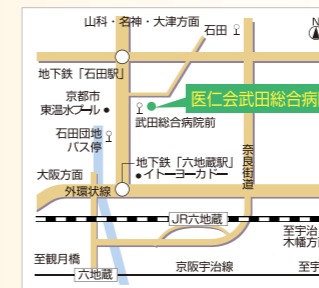 山科・名神・大津方面
石田
N
地下鉄「石田駅」
京都市
東温水プール
医仁会武田総合病
武田総合病院前
石田団地
バス停
奈良街道
地下鉄「六地蔵駅」
イトーヨーカドー
大阪方面
外環状線
JR六地蔵
至宇治
木幡方
至観月橋
京阪宇治線
至宇
六地蔵